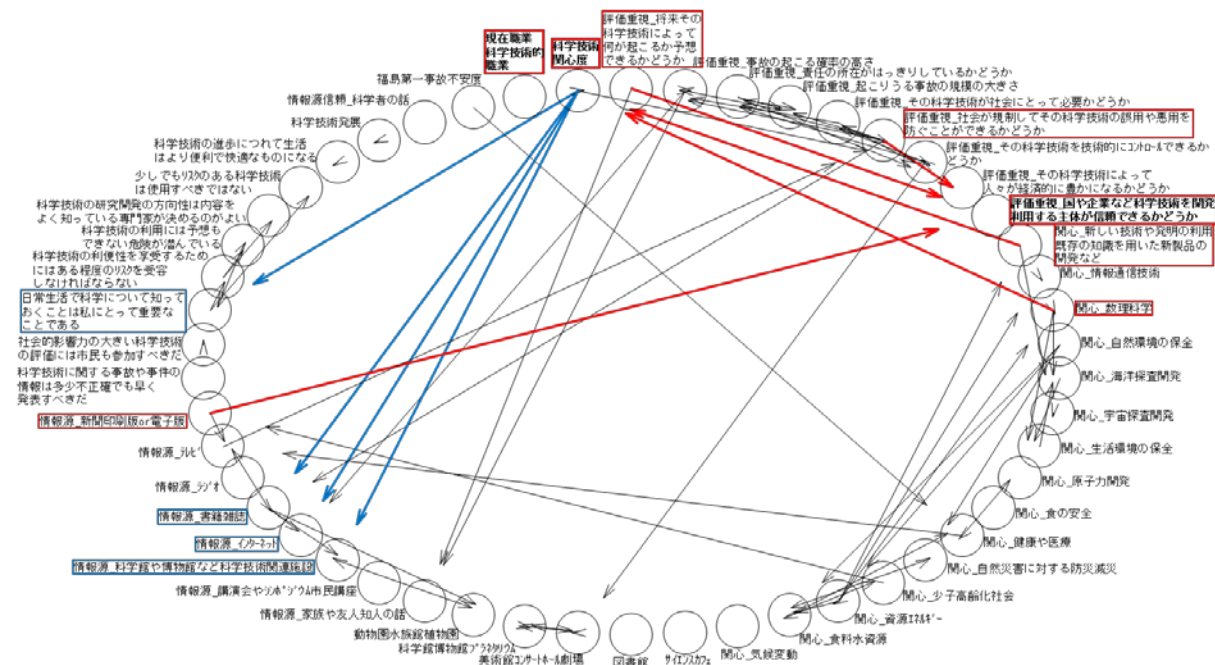 現在職業
科学技術的
職業
科学技術
関心度
評価重視_将来その
科学技術によって
何が起こるか予想
できるかどうか
評価重視_事故の起こる確率の高さ
評価重視_責任の所在がはっきりしているかどうか
評価重視_起こりうる事故の規模の大きさ
評価重視_その科学技術が社会にとって必要かどうか
評価重視_社会が規制してその科学技術の誤用や悪用を
防ぐことができるかどうか
評価重視_その科学技術を技術的にコントロールできるか
どうか
評価重視_その科学技術によって
人々が経済的に豊かになるかどうか
評価重視_国や企業など科学技術を開発
利用する主体が信頼できるかどうか
関心_新しい技術や発明の利用
既存の知識を用いた新製品の
開発など
関心_情報通信技術
関心_数理科学
関心_自然環境の保全
関心_海洋探査開発
関心_宇宙探査開発
関心_生活環境の保全
関心_原子力開発
関心_食の安全
関心_健康や医療
関心_自然災害に対する防災減災
関心_少子高齢化社会
関心_資源エネルギー
関心_食料水資源
関心_気候変動
サイエンスカフェ
図書館
美術館コンサートホール劇場
科学館博物館プラネタリウム
動物園水族館植物園
情報源_家族や友人知人の話
情報源_講演会やシンポジウム市民講座
情報源_科学館や博物館など科学技術関連施設
情報源_インターネット
情報源_書籍雑誌
情報源_ラジオ
情報源_テレビ
情報源_新聞印刷版or電子版
科学技術に関する事故や事件の
情報は多少不正確でも早く
発表すべきだ
社会的影響力の大きい科学技術
の評価には市民も参加すべきだ
日常生活で科学について知って
おくことは私にとって重要な
ことである
科学技術の利便性を享受するため
にはある程度のリスクを受容
しなければならない
科学技術の利用には予想も
できない危険が潜んでいる
科学技術の研究開発の方向性は内容を
よく知っている専門家が決めるのがよい
少しでもリスクのある科学技術
は使用すべきではない
科学技術の進歩につれて生活
はより便利で快適なものになる
科学技術発展
情報源信頼_科学者の話
福島第一事故不安度